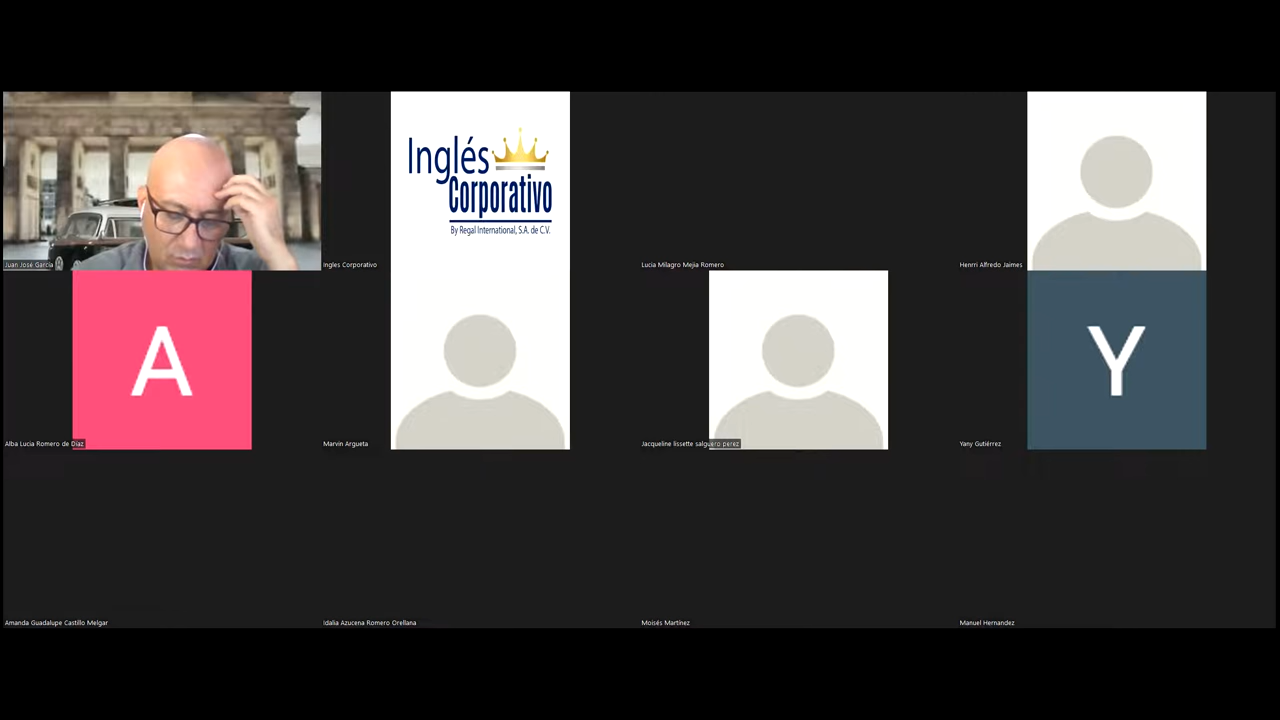 Inglés
Corporativo
By Regal International, S.A. de C.V.
Juan José García
Ingles Corporativo
Lucia Milagro Mejia Romero
Henrri Alfredo Jaimes
A
Y
Alba Lucia Romero de Diaz
Marvin Argueta
Jacqueline lissette salguero perez
Yany Gutiérrez
Amanda Guadalupe Castillo Melgar
Idalia Azucena Romero Orellana
Moisés Martínez
Manuel Hernandez